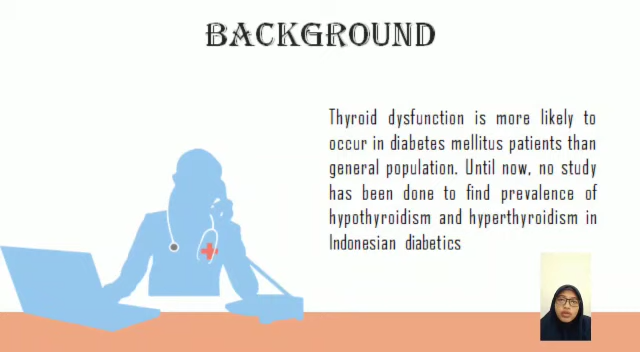 BACKGROUND
Thyroid dysfunction is more likely to
occur in diabetes mellitus patients than
general population. Until now, no study
has been done to find prevalence of
hypothyroidism and hyperthyroidism in
Indonesian diabetics